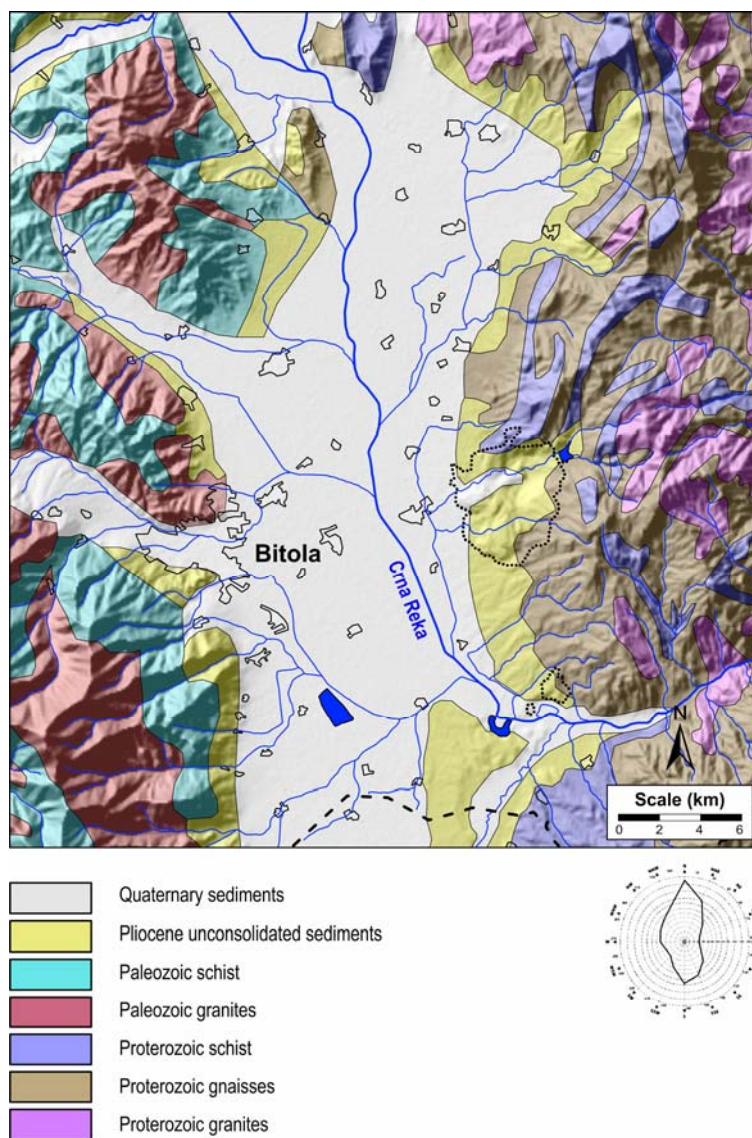 Bitola
Crna Reka
N
Scale (km)
0 2 4 6
Quaternary sediments
Pliocene unconsolidated sediments
Paleozoic schist
Paleozoic granites
Proterozoic schist
Proterozoic gnaisses
Proterozoic granites